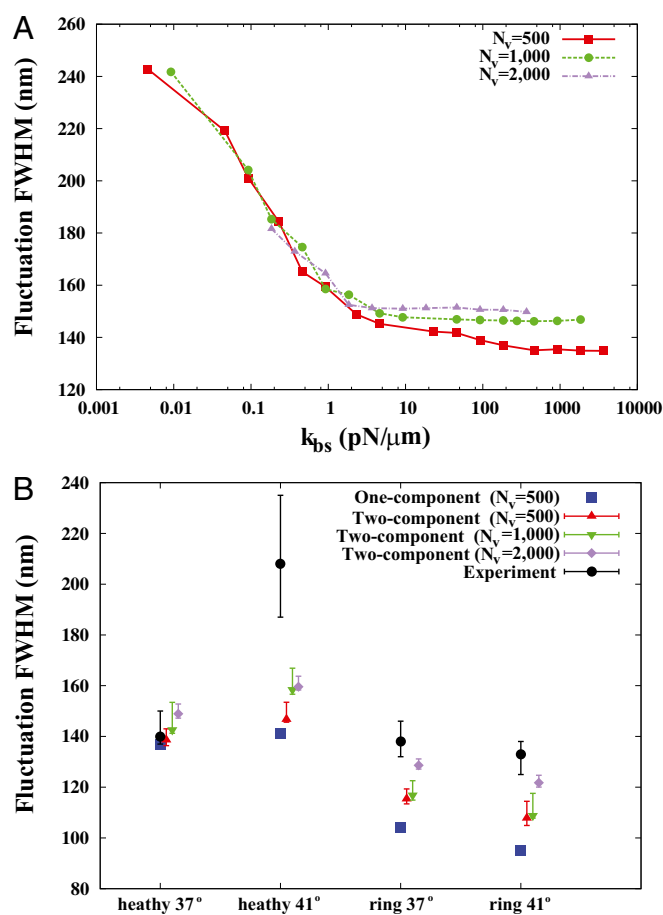 A
N_v=500
N_v=1,000
N_v=2,000
Fluctuation FWHM (nm)
260
240
220
200
180
160
140
120
0.001 0.01 0.1 1 10 100 1000 10000
k_bs (pN/μm)
B
One-component (N_v=500)
Two-component (N_v=500)
Two-component (N_v=1,000)
Two-component (N_v=2,000)
Experiment
Fluctuation FWHM (nm)
240
220
200
180
160
140
120
100
80
heathy 37° heathy 41° ring 37° ring 41°